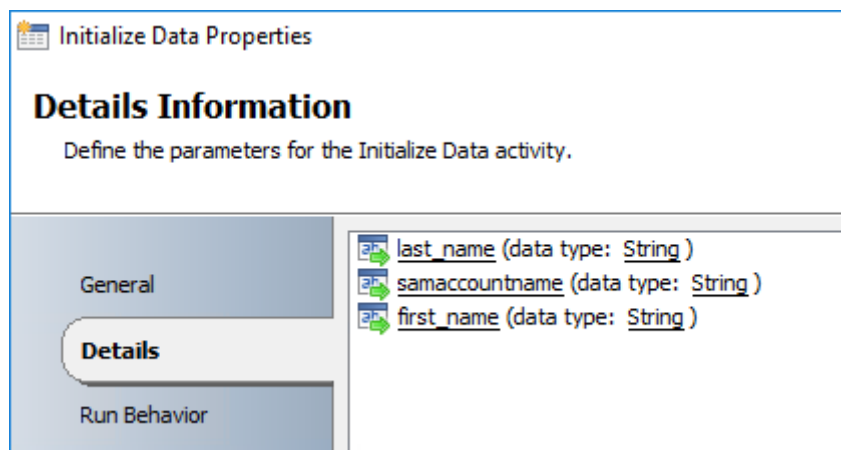 Initialize Data Properties
Details Information
Define the parameters for the Initialize Data activity.
General
Details
Run Behavior
last_name (data type: String )
samaccountname (data type: String )
first_name (data type: String )